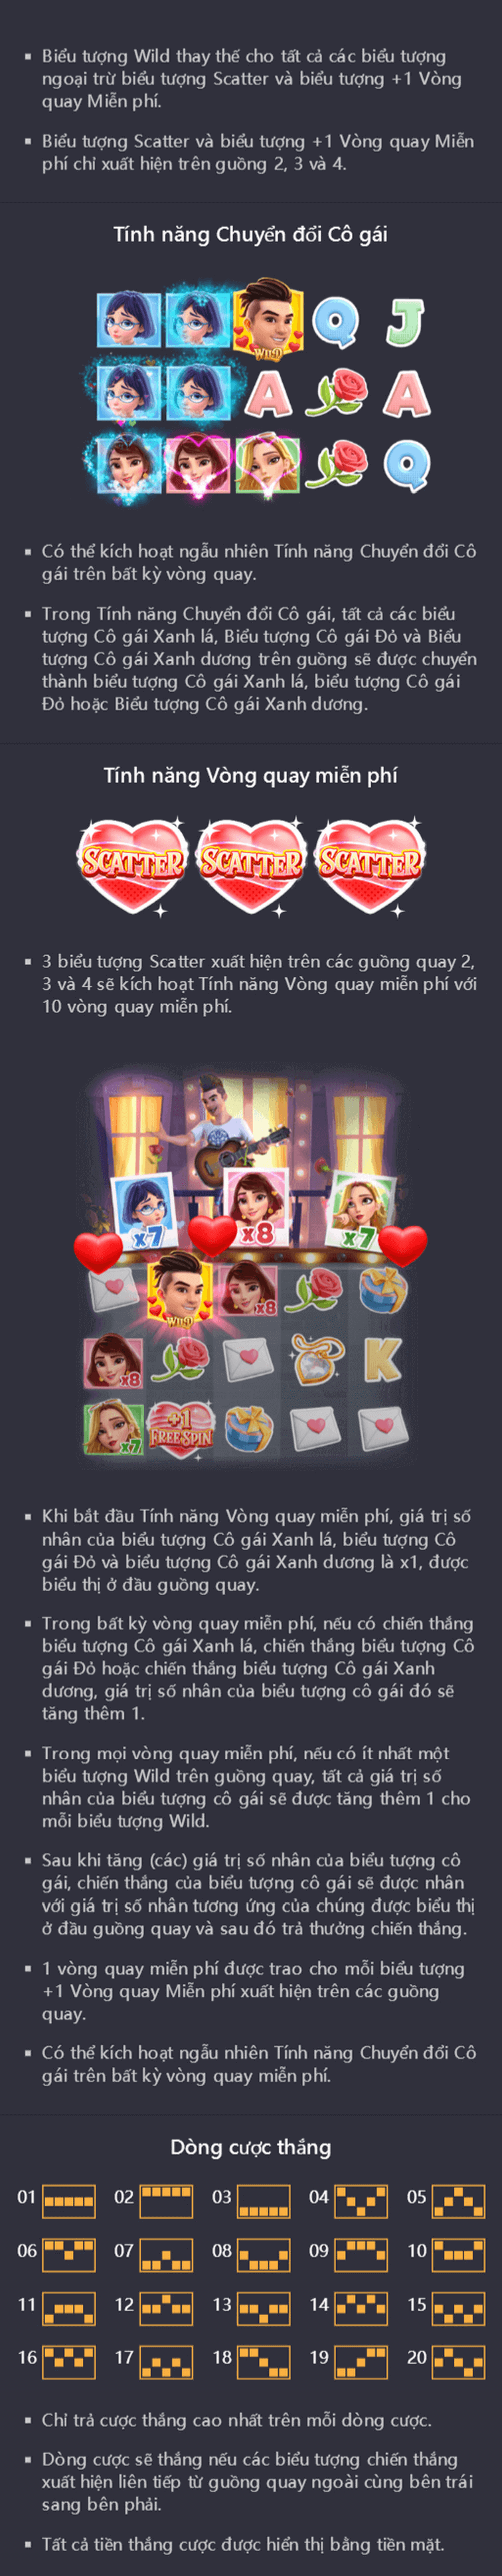 Biểu tượng Wild thay thế cho tất cả các biểu tượng
ngoại trừ biểu tượng Scatter và biểu tượng +1 Vòng
quay Miễn phí.
Biểu tượng Scatter và biểu tượng +1 Vòng quay Miễn
phí chỉ xuất hiện trên guồng 2, 3 và 4.
Tính năng Chuyển đổi Cô gái
Q J
WILD
A A
Q
Có thể kích hoạt ngẫu nhiên Tính năng Chuyển đổi Cô
gái trên bất kỳ vòng quay.
Trong Tính năng Chuyển đổi Cô gái, tất cả các biểu
tượng Cô gái Xanh lá, Biểu tượng Cô gái Đỏ và Biểu
tượng Cô gái Xanh dương trên guồng sẽ được chuyển
thành biểu tượng Cô gái Xanh lá, biểu tượng Cô gái
Đỏ hoặc Biểu tượng Cô gái Xanh dương.
Tính năng Vòng quay miễn phí
SCATTER SCATTER SCATTER
3 biểu tượng Scatter xuất hiện trên các guồng quay 2,
3 và 4 sẽ kích hoạt Tính năng Vòng quay miễn phí với
10 vòng quay miễn phí.
x7 x8 x7
WILD x8
x8 K
x7 +1 FREE SPIN
Khi bắt đầu Tính năng Vòng quay miễn phí, giá trị số
nhân của biểu tượng Cô gái Xanh lá, biểu tượng Cô
gái Đỏ và biểu tượng Cô gái Xanh dương là x1, được
biểu thị ở đầu guồng quay.
Trong bất kỳ vòng quay miễn phí, nếu có chiến thắng
biểu tượng Cô gái Xanh lá, chiến thắng biểu tượng Cô
gái Đỏ hoặc chiến thắng biểu tượng Cô gái Xanh
dương, giá trị số nhân của biểu tượng cô gái đó sẽ
tăng thêm 1.
Trong mọi vòng quay miễn phí, nếu có ít nhất một
biểu tượng Wild trên guồng quay, tất cả giá trị số
nhân của biểu tượng cô gái sẽ được tăng thêm 1 cho
mỗi biểu tượng Wild.
Sau khi tăng (các) giá trị số nhân của biểu tượng cô
gái, chiến thắng của biểu tượng cô gái sẽ được nhân
với giá trị số nhân tương ứng của chúng được biểu thị
ở đầu guồng quay và sau đó trả thưởng chiến thắng.
1 vòng quay miễn phí được trao cho mỗi biểu tượng
+1 Vòng quay Miễn phí xuất hiện trên các guồng
quay.
Có thể kích hoạt ngẫu nhiên Tính năng Chuyển đổi Cô
gái trên bất kỳ vòng quay miễn phí.
Dòng cược thắng
01 02 03 04 05
06 07 08 09 10
11 12 13 14 15
16 17 18 19 20
Chỉ trả cược thắng cao nhất trên mỗi dòng cược.
Dòng cược sẽ thắng nếu các biểu tượng chiến thắng
xuất hiện liên tiếp từ guồng quay ngoài cùng bên trái
sang bên phải.
Tất cả tiền thắng cược được hiển thị bằng tiền mặt.